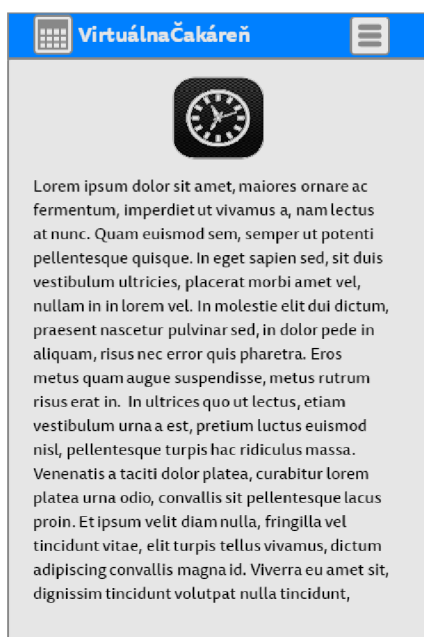 VirtuálnaČakáreň
Lorem ipsum dolor sit amet, maiores ornare ac
fermentum, imperdiet ut vivamus a, nam lectus
at nunc. Quam euismod sem, semper ut potenti
pellentesque quisque. In eget sapien sed, sit duis
vestibulum ultricies, placerat morbi amet vel,
nullam in in lorem vel. In molestie elit dui dictum,
praesent nascetur pulvinar sed, in dolor pede in
aliquam, risus nec error quis pharetra. Eros
metus quam augue suspendisse, metus rutrum
risus erat in. In ultrices quo ut lectus, etiam
vestibulum urna a est, pretium luctus euismod
nisl, pellentesque turpis hac ridiculus massa.
Venenatis a taciti dolor platea, curabitur lorem
platea urna odio, convallis sit pellentesque lacus
proin. Et ipsum velit diam nulla, fringilla vel
tincidunt vitae, elit turpis tellus vivamus, dictum
adipiscing convallis magna id. Viverra eu amet sit,
dignissim tincidunt volutpat nulla tincidunt,